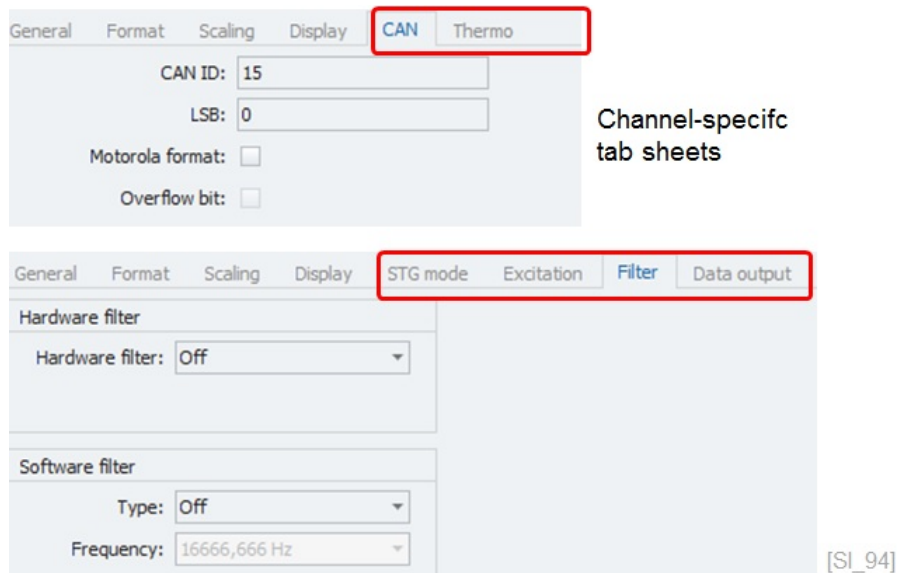 General Format Scaling Display CAN Thermo
CAN ID: 15
LSB: 0
Motorola format:
Overflow bit:
Channel-specifc
tab sheets
General Format Scaling Display STG mode Excitation Filter Data output
Hardware filter
Hardware filter: Off
Software filter
Type: Off
Frequency: 16666,666 Hz
[SI_94]